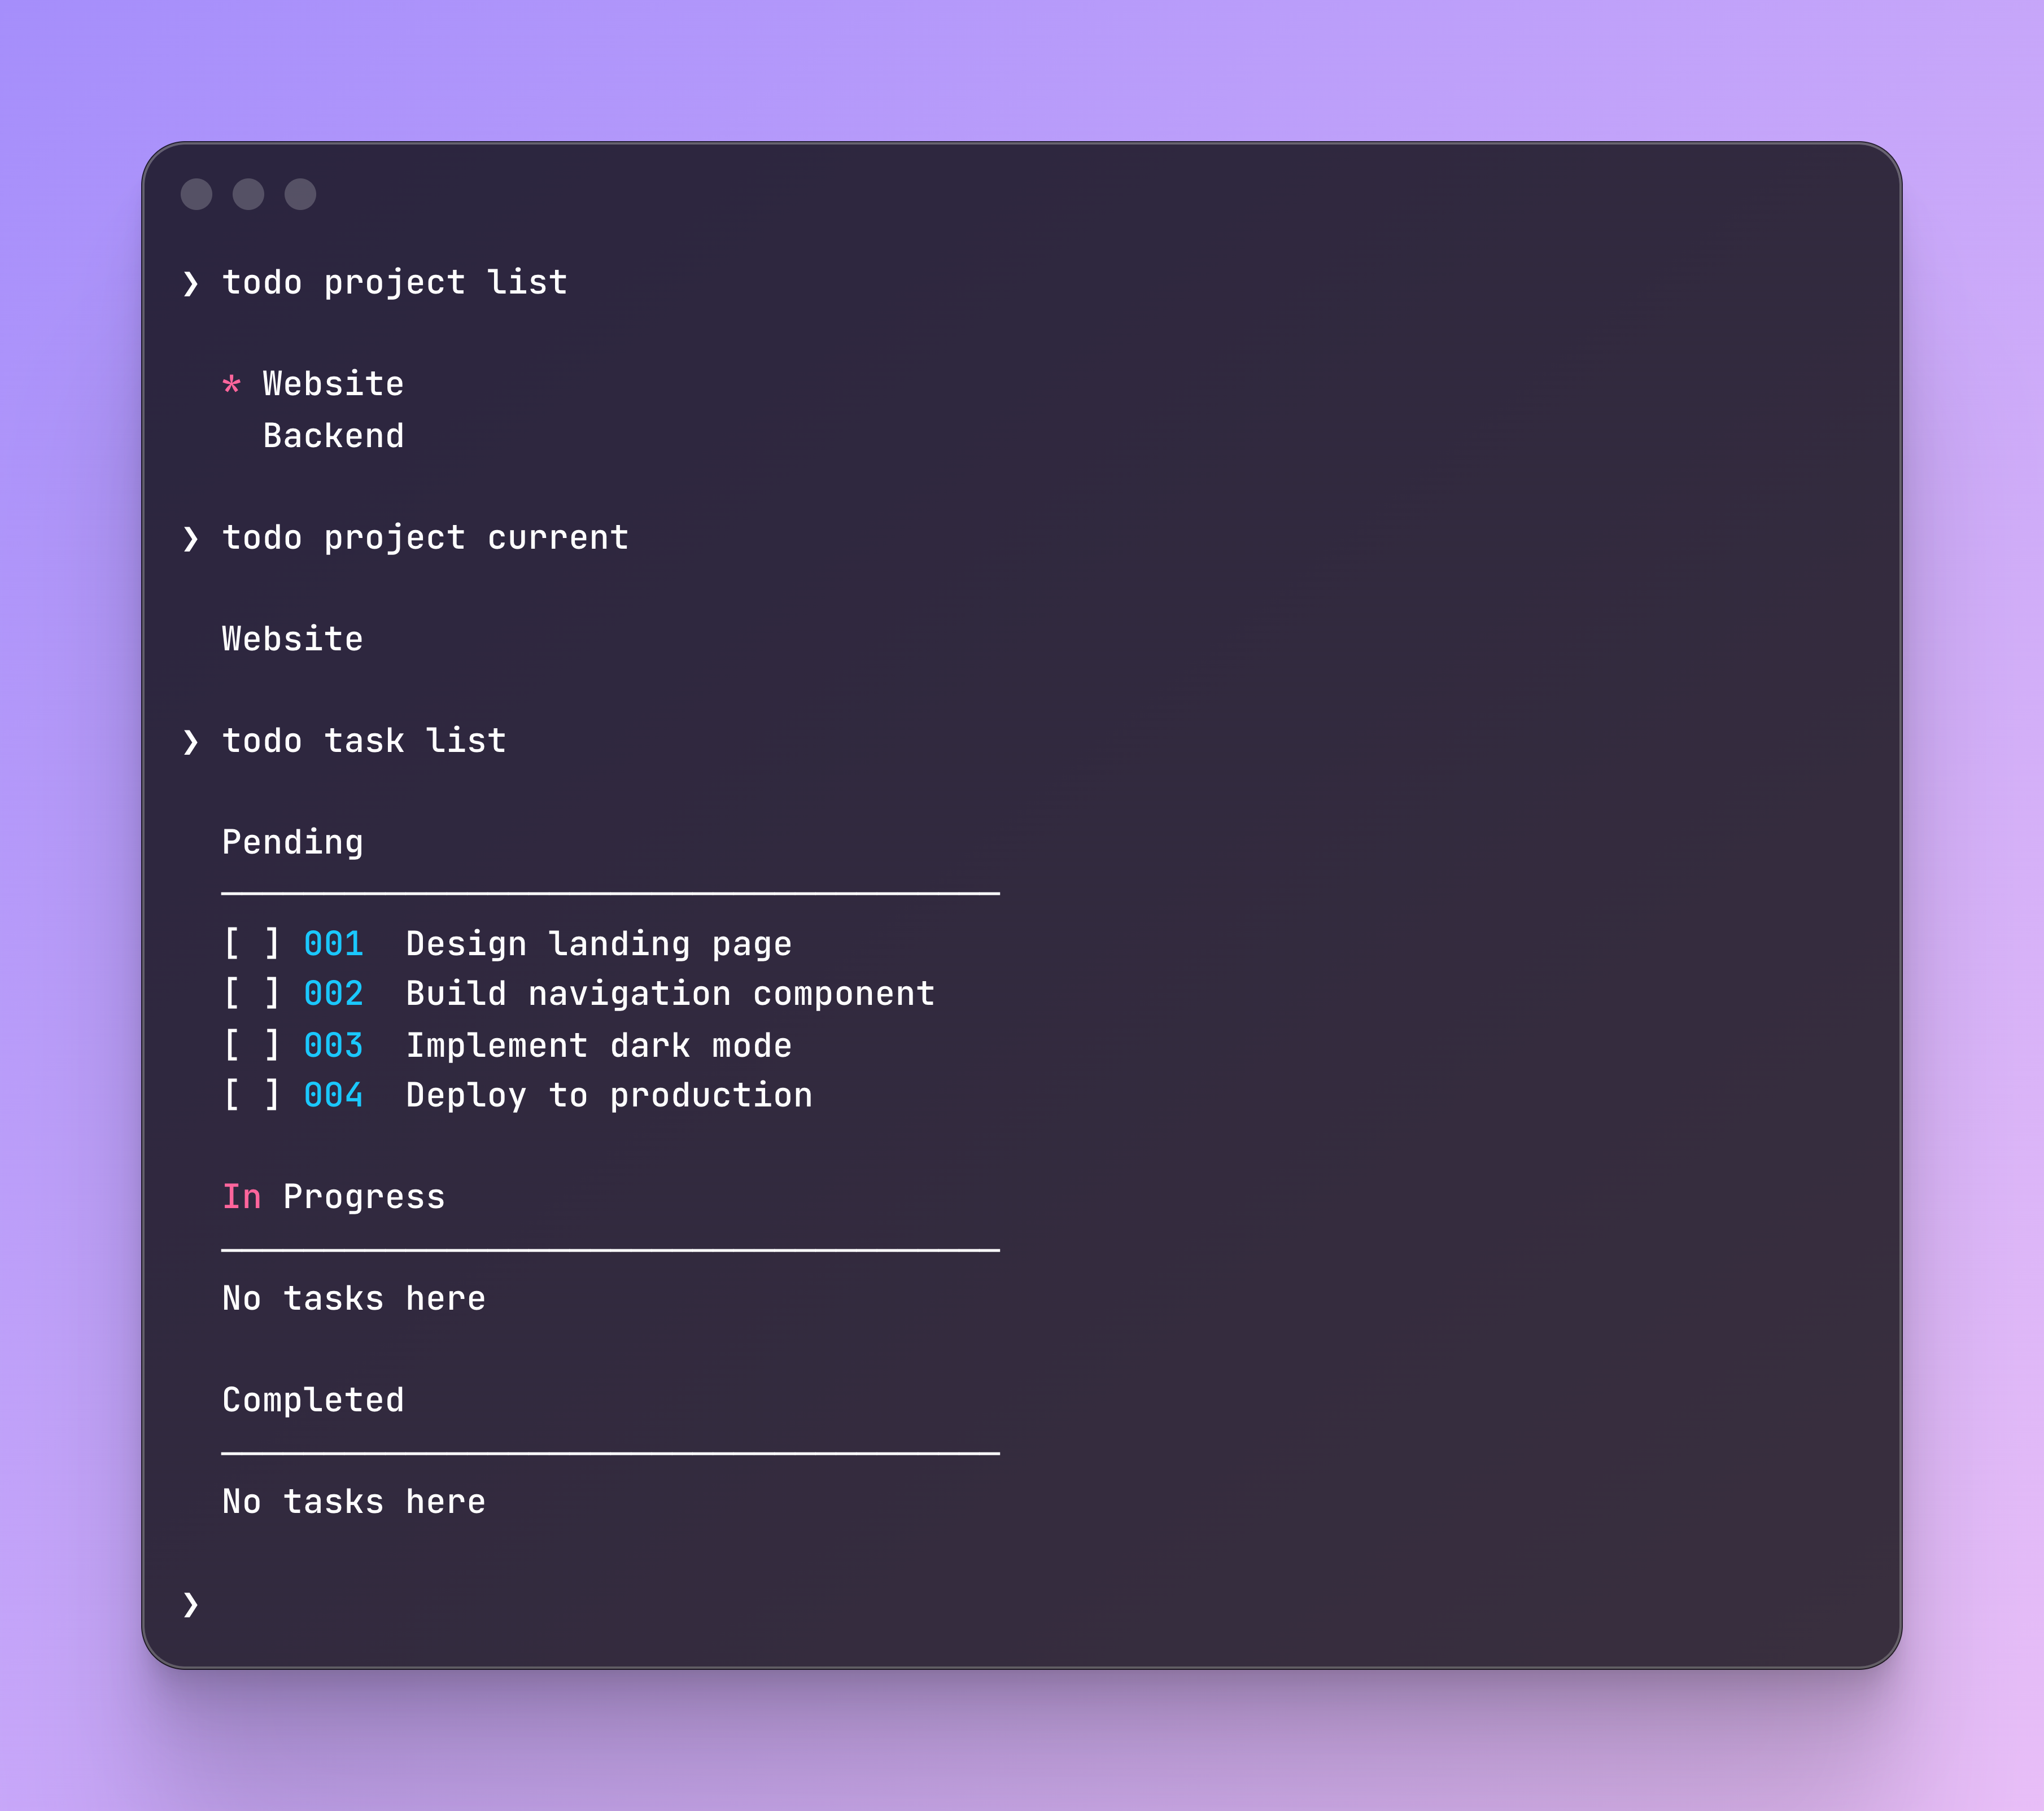 ❯ todo project list
* Website
Backend
❯ todo project current
Website
❯ todo task list
Pending
[ ] 001 Design landing page
[ ] 002 Build navigation component
[ ] 003 Implement dark mode
[ ] 004 Deploy to production
In Progress
No tasks here
Completed
No tasks here
❯